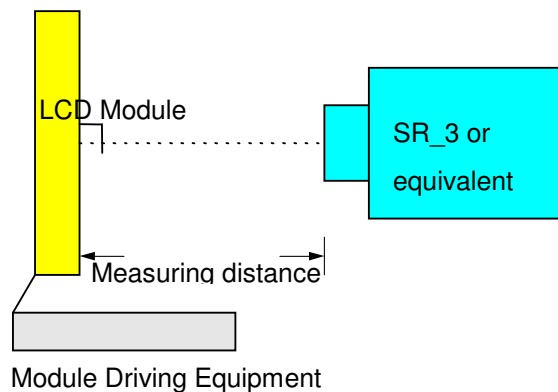 LCD Module
SR_3 or
equivalent
Measuring distance
Module Driving Equipment